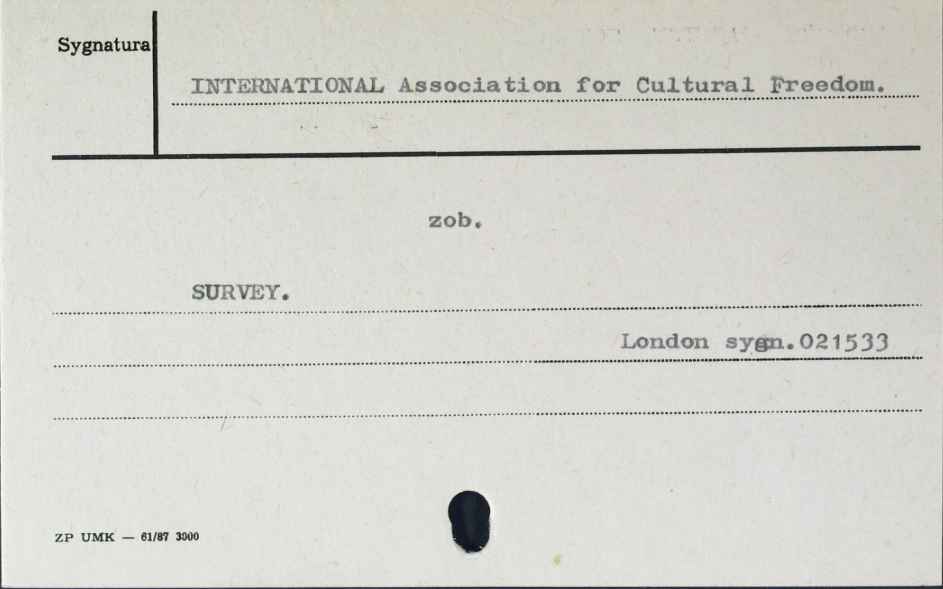 Sygnatura
INTERNATIONAL Association for Cultural Freedom.
zob.
SURVEY.
London sygn.021533
ZP UMK — 61/87 3000